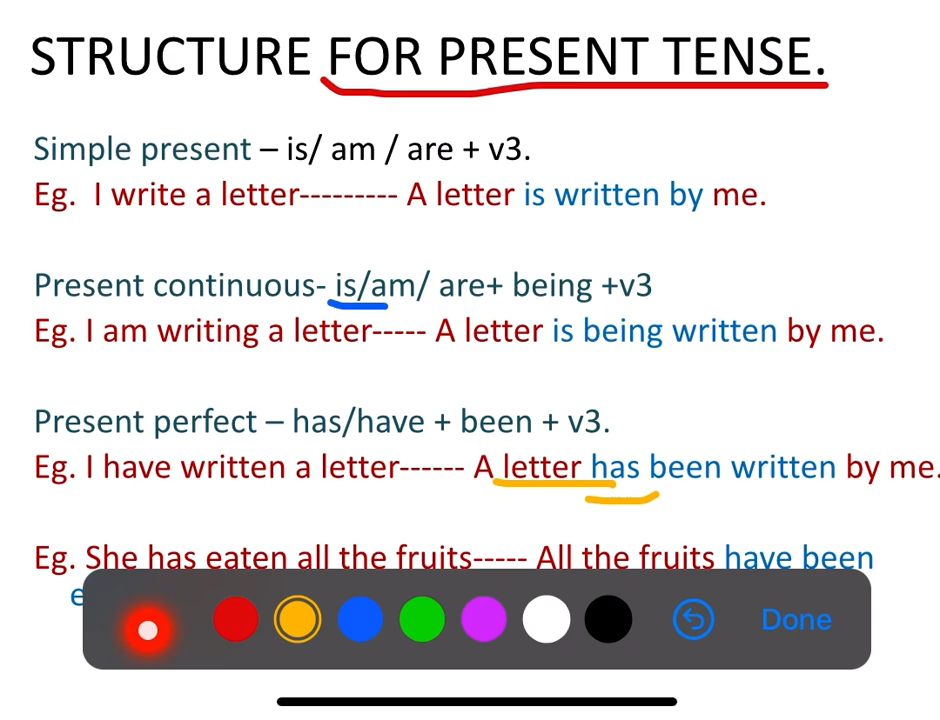 STRUCTURE FOR PRESENT TENSE.
Simple present – is/ am / are + v3.
Eg.  I write a letter--------- A letter is written by me.
Present continuous- is/am/ are+ being +v3
Eg. I am writing a letter----- A letter is being written by me.
Present perfect – has/have + been + v3.
Eg. I have written a letter------ A letter has been written by me.
Eg. She has eaten all the fruits----- All the fruits have been
Done